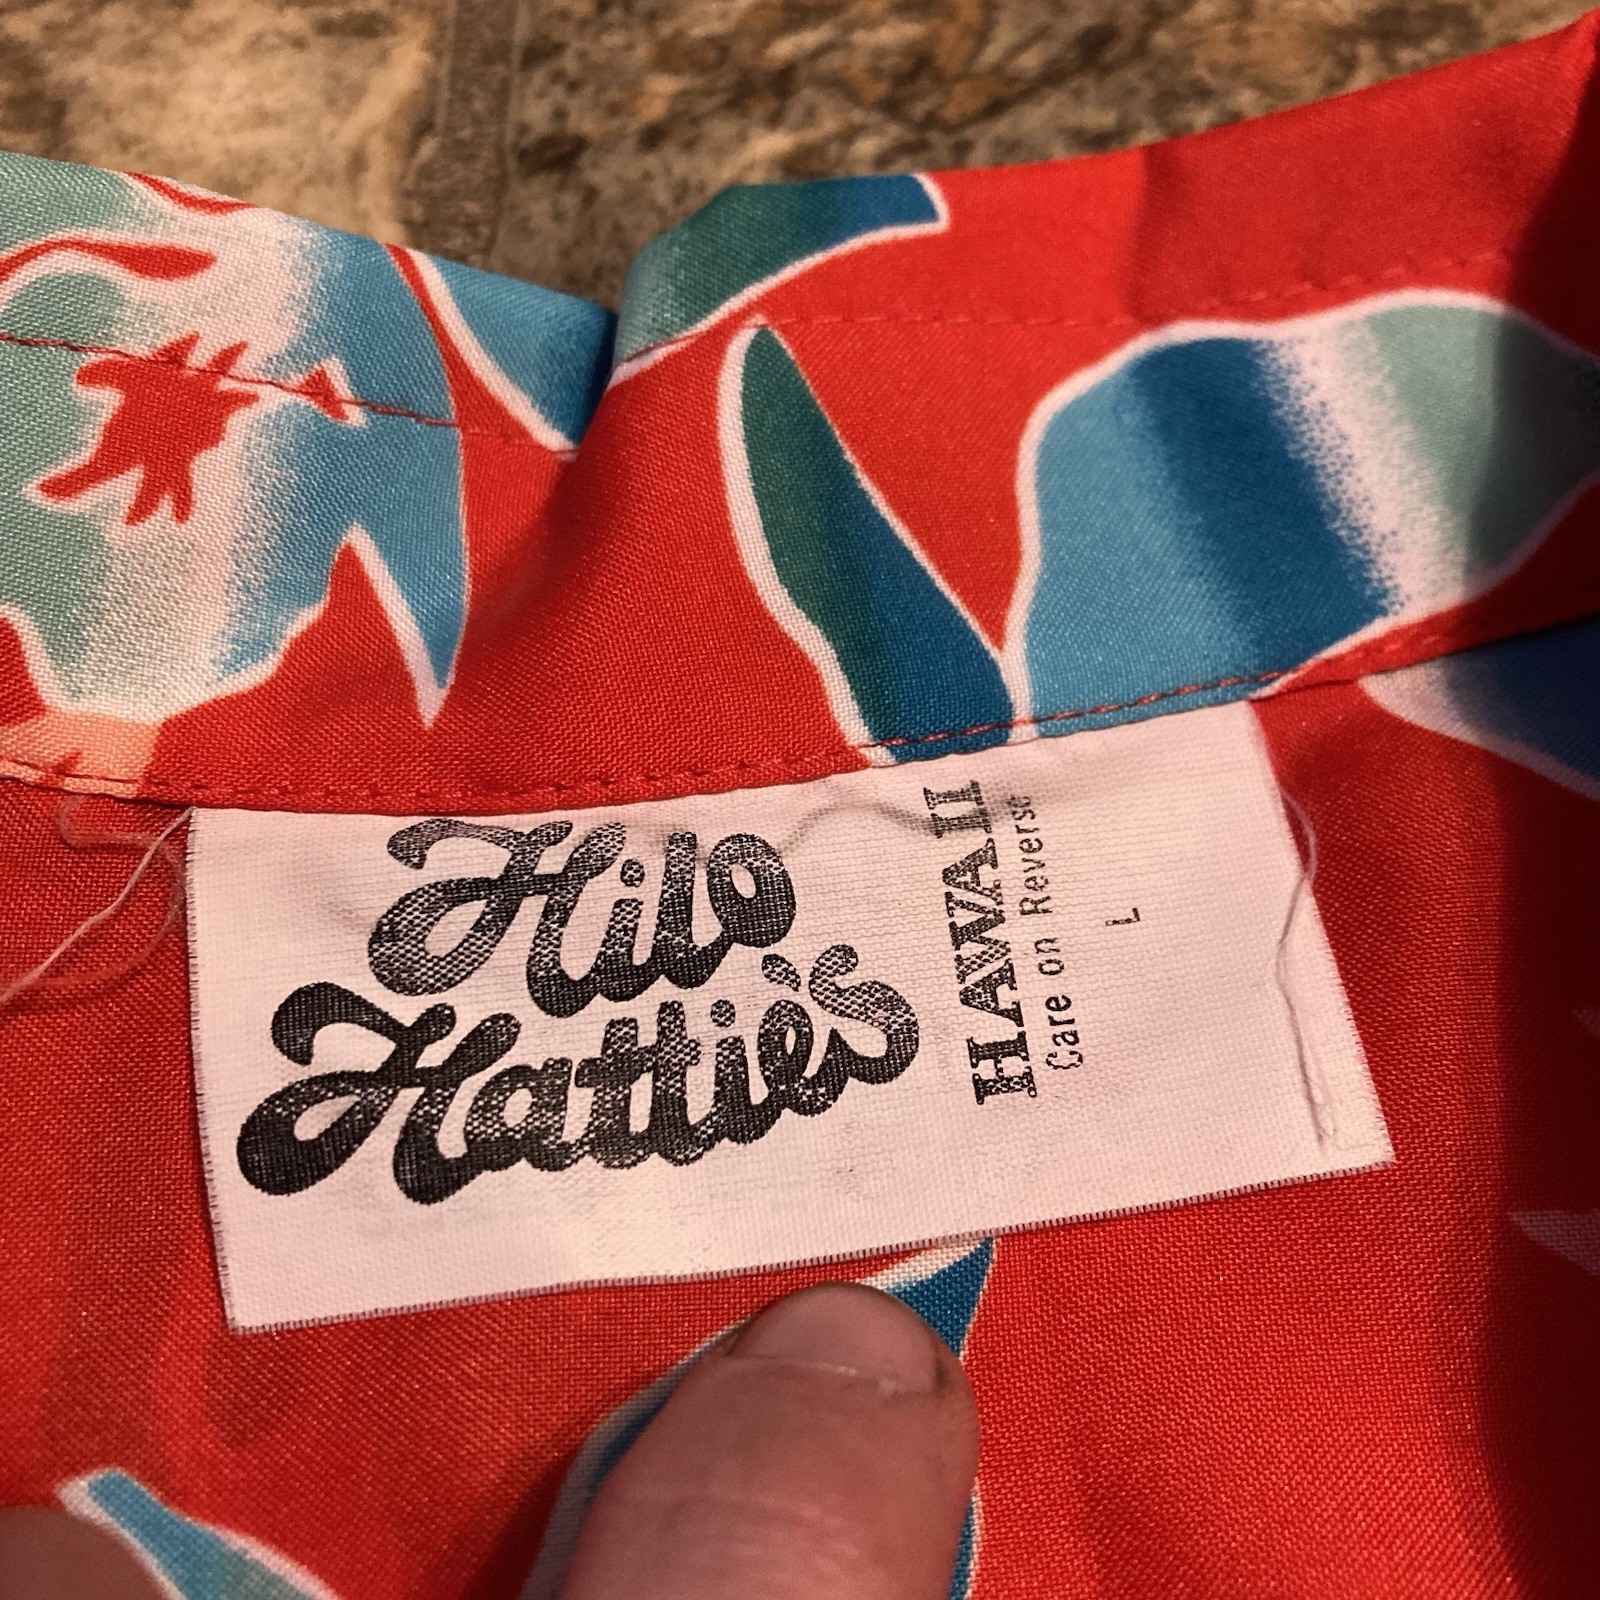 Hilo
Hattie's
HAWAII
Care on Reverse
L